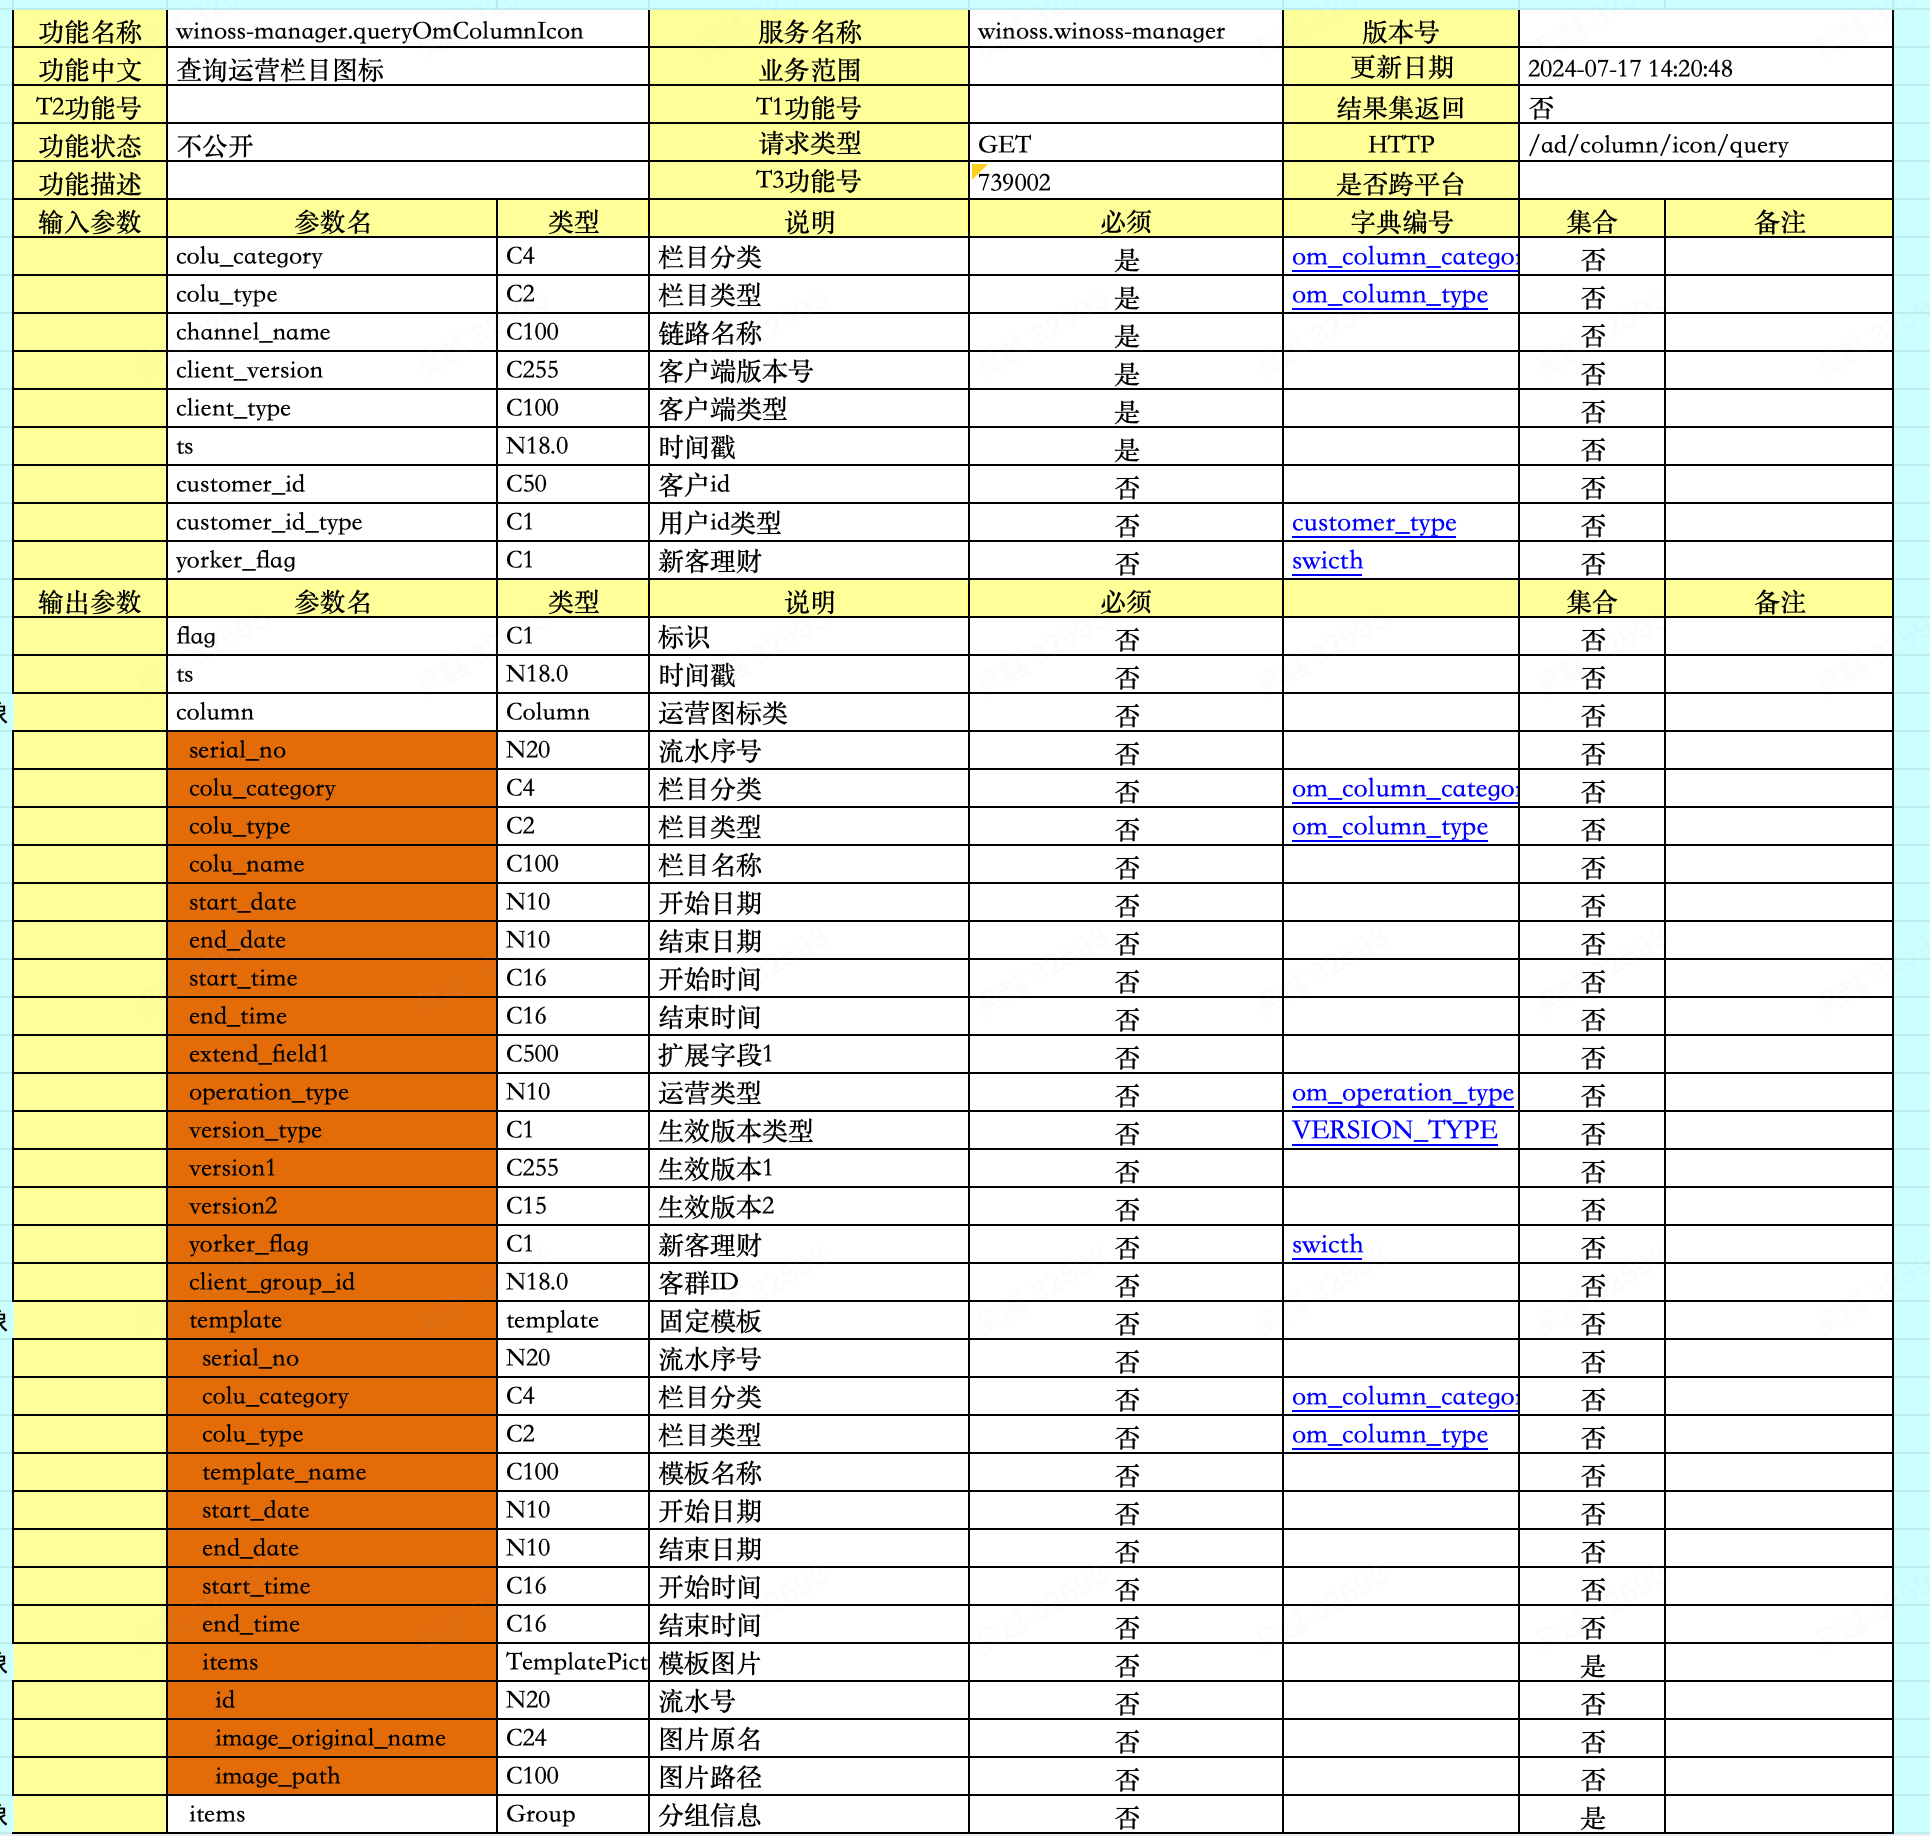 功能名称 winoss-manager.queryOmColumnIcon 服务名称 winoss.winoss-manager 版本号
功能中文 查询运营栏目图标 业务范围 更新日期 2024-07-17 14:20:48
T2功能号 T1功能号 结果集返回 否
功能状态 不公开 请求类型 GET HTTP /ad/column/icon/query
功能描述 T3功能号 739002 是否跨平台
输入参数 参数名 类型 说明 必须 字典编号 集合 备注
colu_category C4 栏目分类 是 om_column_categor 否
colu_type C2 栏目类型 是 om_column_type 否
channel_name C100 链路名称 是 否
client_version C255 客户端版本号 是 否
client_type C100 客户端类型 是 否
ts N18.0 时间戳 是 否
customer_id C50 客户id 否 否
customer_id_type C1 用户id类型 否 customer_type 否
yorker_flag C1 新客理财 否 swicth 否
输出参数 参数名 类型 说明 必须 集合 备注
flag C1 标识 否 否
ts N18.0 时间戳 否 否
column Column 运营图标类 否 否
serial_no N20 流水序号 否 否
colu_category C4 栏目分类 否 om_column_categor 否
colu_type C2 栏目类型 否 om_column_type 否
colu_name C100 栏目名称 否 否
start_date N10 开始日期 否 否
end_date N10 结束日期 否 否
start_time C16 开始时间 否 否
end_time C16 结束时间 否 否
extend_field1 C500 扩展字段1 否 否
operation_type N10 运营类型 否 om_operation_type 否
version_type C1 生效版本类型 否 VERSION_TYPE 否
version1 C255 生效版本1 否 否
version2 C15 生效版本2 否 否
yorker_flag C1 新客理财 否 swicth 否
client_group_id N18.0 客群ID 否 否
template template 固定模板 否 否
serial_no N20 流水序号 否 否
colu_category C4 栏目分类 否 om_column_categor 否
colu_type C2 栏目类型 否 om_column_type 否
template_name C100 模板名称 否 否
start_date N10 开始日期 否 否
end_date N10 结束日期 否 否
start_time C16 开始时间 否 否
end_time C16 结束时间 否 否
items TemplatePict 模板图片 否 是
id N20 流水号 否 否
image_original_name C24 图片原名 否 否
image_path C100 图片路径 否 否
items Group 分组信息 否 是